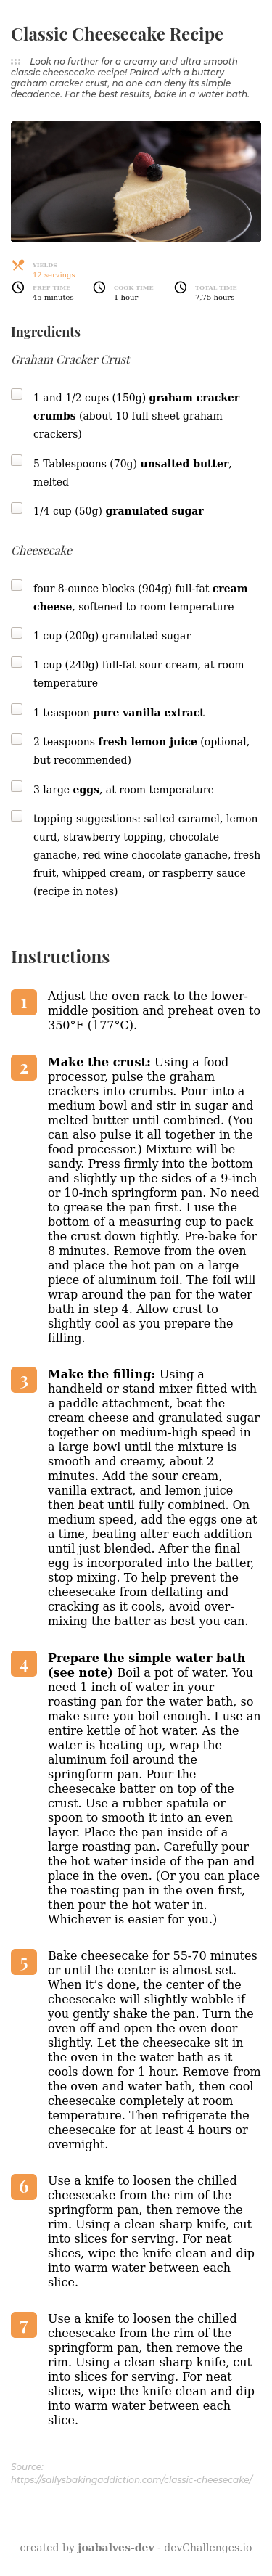 Classic Cheesecake Recipe
Look no further for a creamy and ultra smooth
classic cheesecake recipe! Paired with a buttery
graham cracker crust, no one can deny its simple
decadence. For the best results, bake in a water bath.
YIELDS
12 servings
PREP TIME
45 minutes
COOK TIME
1 hour
TOTAL TIME
7,75 hours
Ingredients
Graham Cracker Crust
1 and 1/2 cups (150g) graham cracker
crumbs (about 10 full sheet graham
crackers)
5 Tablespoons (70g) unsalted butter,
melted
1/4 cup (50g) granulated sugar
Cheesecake
four 8-ounce blocks (904g) full-fat cream
cheese, softened to room temperature
1 cup (200g) granulated sugar
1 cup (240g) full-fat sour cream, at room
temperature
1 teaspoon pure vanilla extract
2 teaspoons fresh lemon juice (optional,
but recommended)
3 large eggs, at room temperature
topping suggestions: salted caramel, lemon
curd, strawberry topping, chocolate
ganache, red wine chocolate ganache, fresh
fruit, whipped cream, or raspberry sauce
(recipe in notes)
Instructions
1
Adjust the oven rack to the lower-
middle position and preheat oven to
350°F (177°C).
2
Make the crust: Using a food
processor, pulse the graham
crackers into crumbs. Pour into a
medium bowl and stir in sugar and
melted butter until combined. (You
can also pulse it all together in the
food processor.) Mixture will be
sandy. Press firmly into the bottom
and slightly up the sides of a 9-inch
or 10-inch springform pan. No need
to grease the pan first. I use the
bottom of a measuring cup to pack
the crust down tightly. Pre-bake for
8 minutes. Remove from the oven
and place the hot pan on a large
piece of aluminum foil. The foil will
wrap around the pan for the water
bath in step 4. Allow crust to
slightly cool as you prepare the
filling.
3
Make the filling: Using a
handheld or stand mixer fitted with
a paddle attachment, beat the
cream cheese and granulated sugar
together on medium-high speed in
a large bowl until the mixture is
smooth and creamy, about 2
minutes. Add the sour cream,
vanilla extract, and lemon juice
then beat until fully combined. On
medium speed, add the eggs one at
a time, beating after each addition
until just blended. After the final
egg is incorporated into the batter,
stop mixing. To help prevent the
cheesecake from deflating and
cracking as it cools, avoid over-
mixing the batter as best you can.
4
Prepare the simple water bath
(see note) Boil a pot of water. You
need 1 inch of water in your
roasting pan for the water bath, so
make sure you boil enough. I use an
entire kettle of hot water. As the
water is heating up, wrap the
aluminum foil around the
springform pan. Pour the
cheesecake batter on top of the
crust. Use a rubber spatula or
spoon to smooth it into an even
layer. Place the pan inside of a
large roasting pan. Carefully pour
the hot water inside of the pan and
place in the oven. (Or you can place
the roasting pan in the oven first,
then pour the hot water in.
Whichever is easier for you.)
5
Bake cheesecake for 55-70 minutes
or until the center is almost set.
When it’s done, the center of the
cheesecake will slightly wobble if
you gently shake the pan. Turn the
oven off and open the oven door
slightly. Let the cheesecake sit in
the oven in the water bath as it
cools down for 1 hour. Remove from
the oven and water bath, then cool
cheesecake completely at room
temperature. Then refrigerate the
cheesecake for at least 4 hours or
overnight.
6
Use a knife to loosen the chilled
cheesecake from the rim of the
springform pan, then remove the
rim. Using a clean sharp knife, cut
into slices for serving. For neat
slices, wipe the knife clean and dip
into warm water between each
slice.
7
Use a knife to loosen the chilled
cheesecake from the rim of the
springform pan, then remove the
rim. Using a clean sharp knife, cut
into slices for serving. For neat
slices, wipe the knife clean and dip
into warm water between each
slice.
Source:
https://sallysbakingaddiction.com/classic-cheesecake/
created by joabalves-dev - devChallenges.io